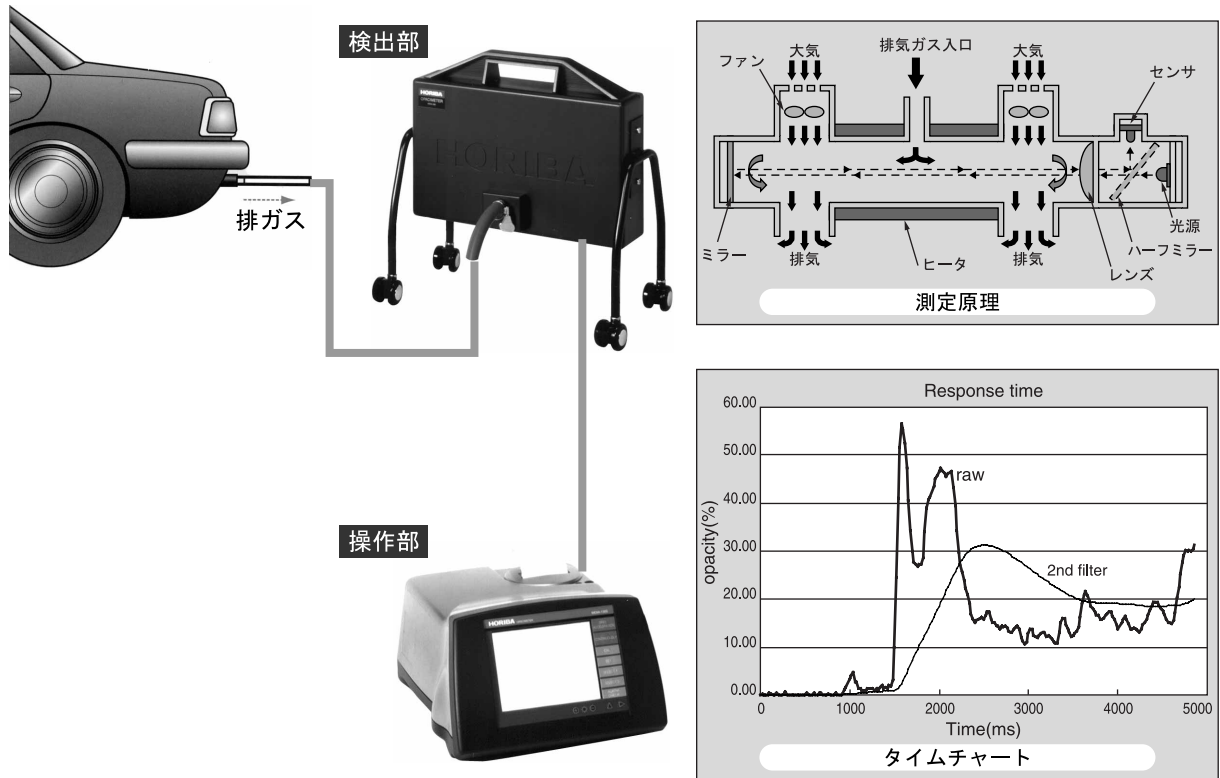 検出部
HORIBA
OPACIMETER
HORIBA
排ガス
操作部
HORIBA
大気
排気ガス入口
大気
ファン
センサ
ミラー
排気
ヒータ
排気
レンズ
ハーフミラー
光源
測定原理
Response time
60.00
50.00
40.00
30.00
20.00
10.00
0.00
opacity(%)
raw
2nd filter
0 1000 2000 3000 4000 5000
Time(ms)
タイムチャート